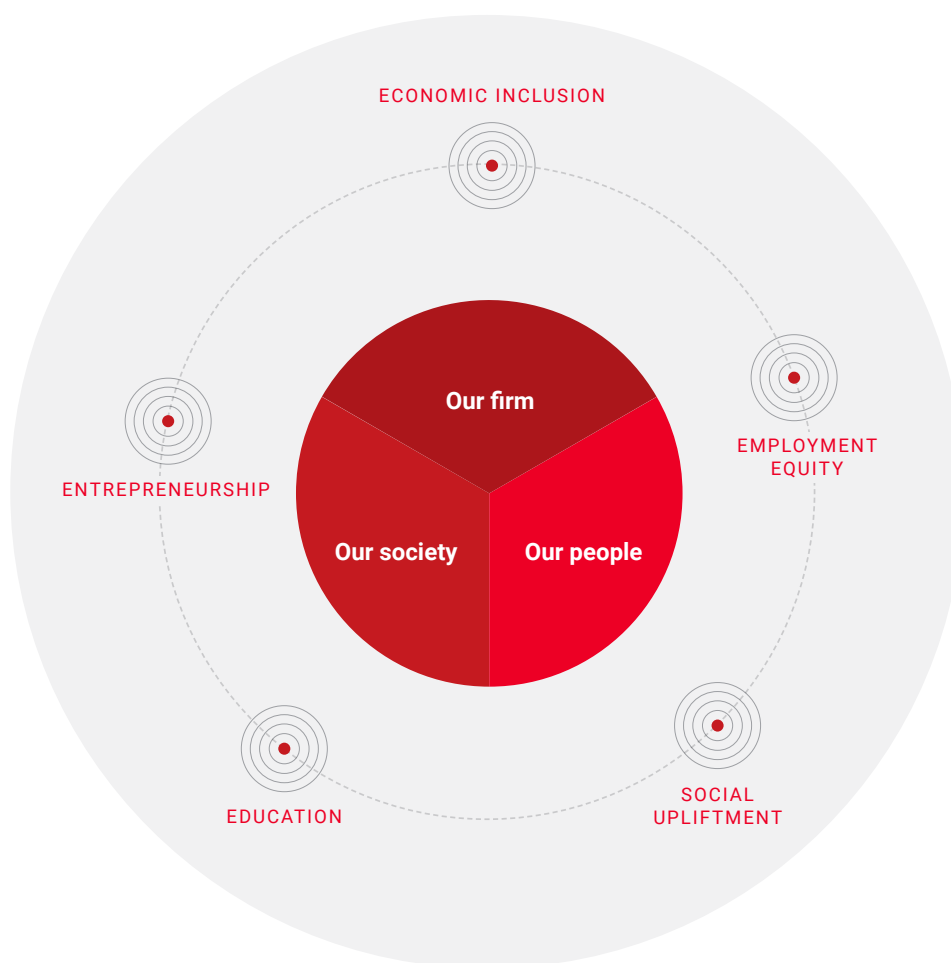 ECONOMIC INCLUSION
Our firm
EMPLOYMENT
EQUITY
ENTREPRENEURSHIP
Our society
Our people
SOCIAL
UPLIFTMENT
EDUCATION